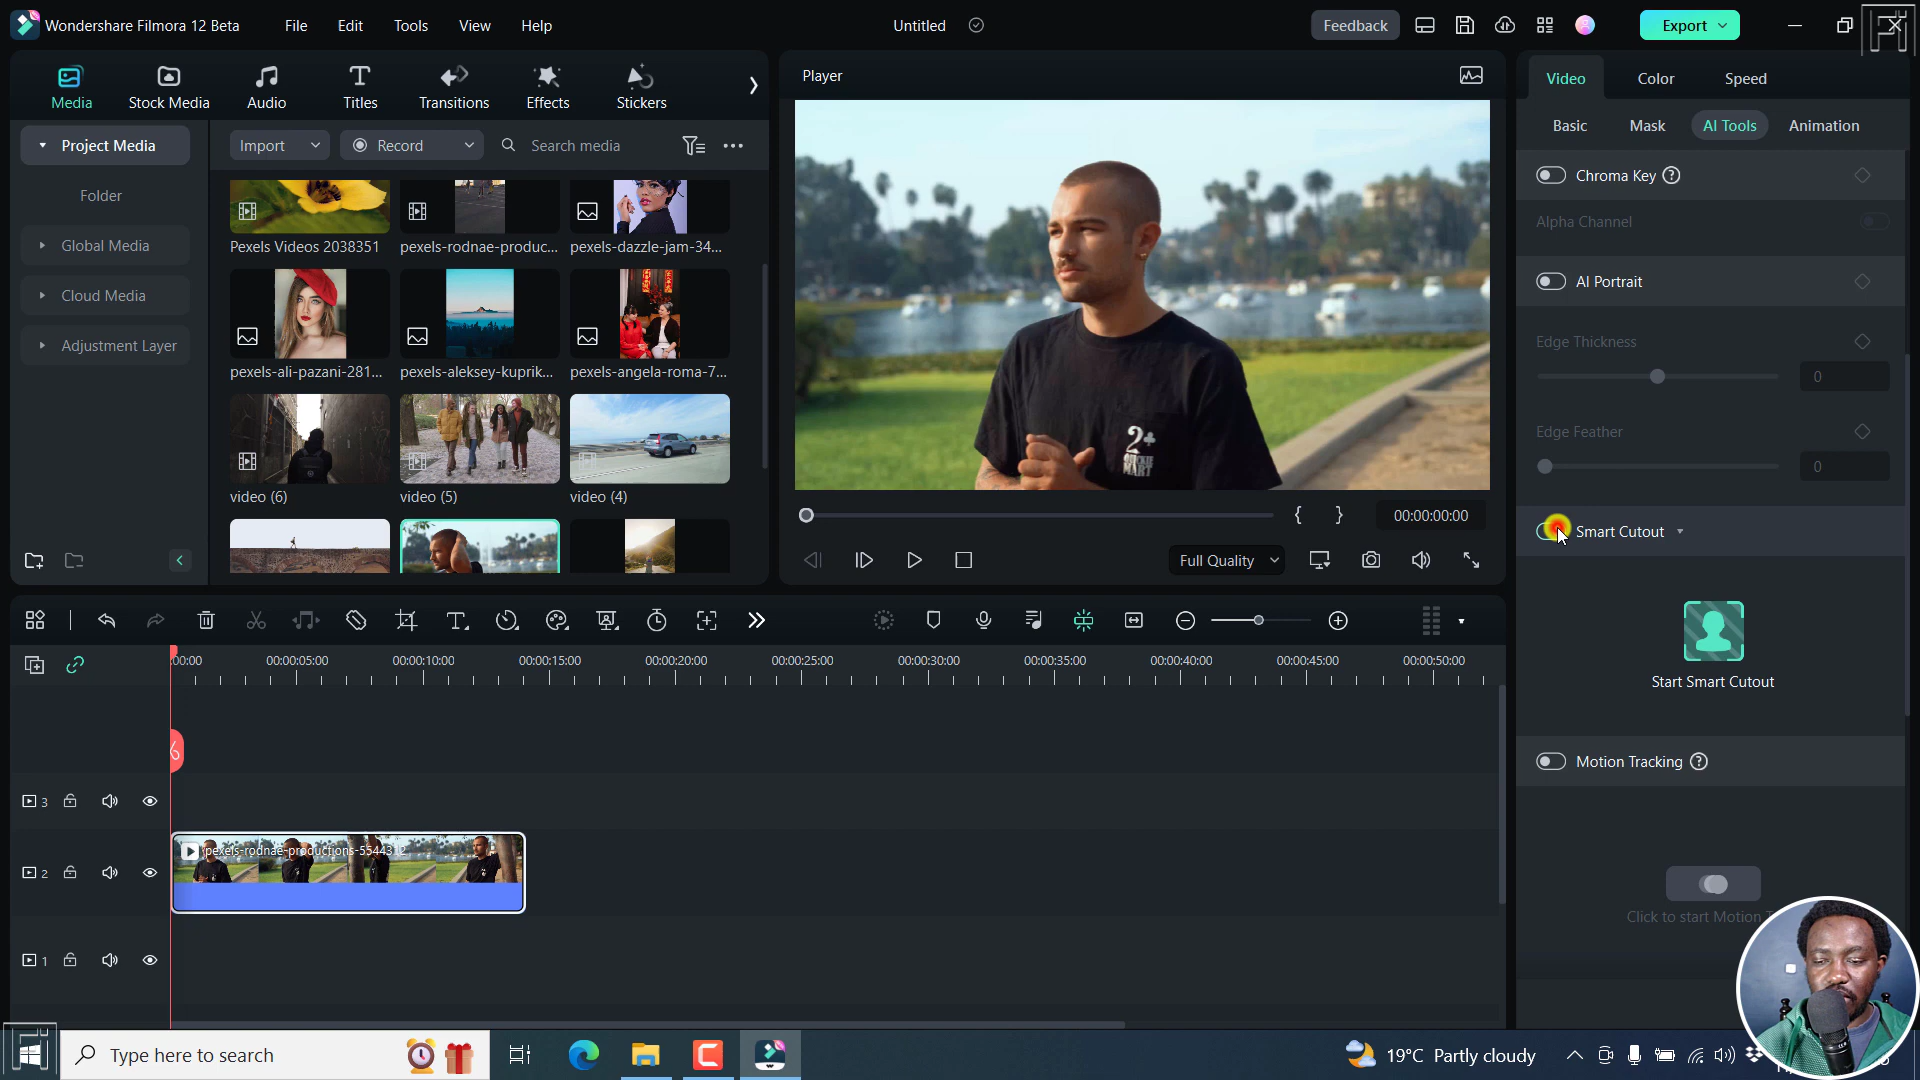 Wondershare Filmora 12 Beta
File
Edit
Tools
View
Help
Untitled
Feedback
Export
Media
Stock Media
Audio
Titles
Transitions
Effects
Stickers
Player
Video
Color
Speed
Project Media
Import
Record
Search media
Basic
Mask
AI Tools
Animation
Folder
Global Media
Cloud Media
Adjustment Layer
Pexels Videos 2038351
pexels-rodnae-produc...
pexels-dazzle-jam-34...
pexels-ali-pazani-281...
pexels-aleksey-kuprik...
pexels-angela-roma-7...
video (6)
video (5)
video (4)
2
MART
{ }
00:00:00:00
Full Quality
Chroma Key ?
Alpha Channel
AI Portrait
Edge Thickness
0
Edge Feather
0
Smart Cutout
Start Smart Cutout
Motion Tracking ?
Click to start Motion T
:00:00
00:00:05:00
00:00:10:00
00:00:15:00
00:00:20:00
00:00:25:00
00:00:30:00
00:00:35:00
00:00:40:00
00:00:45:00
00:00:50:00
3
2
pexels-rodnae-productions-5544312
1
Type here to search
19°C Partly cloudy